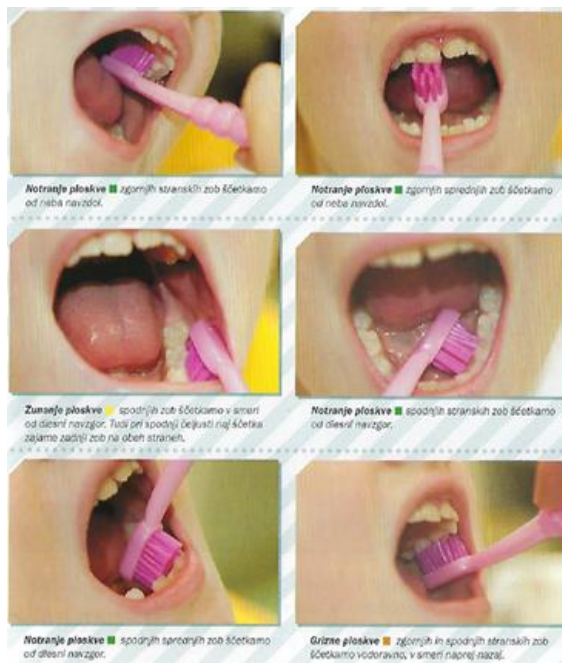 Notranje ploskve zgornjih stranskih zob ščetkamo
od neba navzdol.
Notranje ploskve zgornjih sprednjih zob ščetkamo
od neba navzdol.
Zunanje ploskve spodnjih zob ščetkamo v smeri
od dlesni navzgor. Tudi pri spodnji čeljusti naj ščetka
zajame zadnji zob na obeh straneh.
Notranje ploskve spodnjih stranskih zob ščetkamo
od dlesni navzgor.
Notranje ploskve spodnjih sprednjih zob ščetkamo
od dlesni navzgor.
Grizne ploskve zgornjih in spodnjih stranskih zob
ščetkamo vodoravno, v smeri naprej-nazaj.